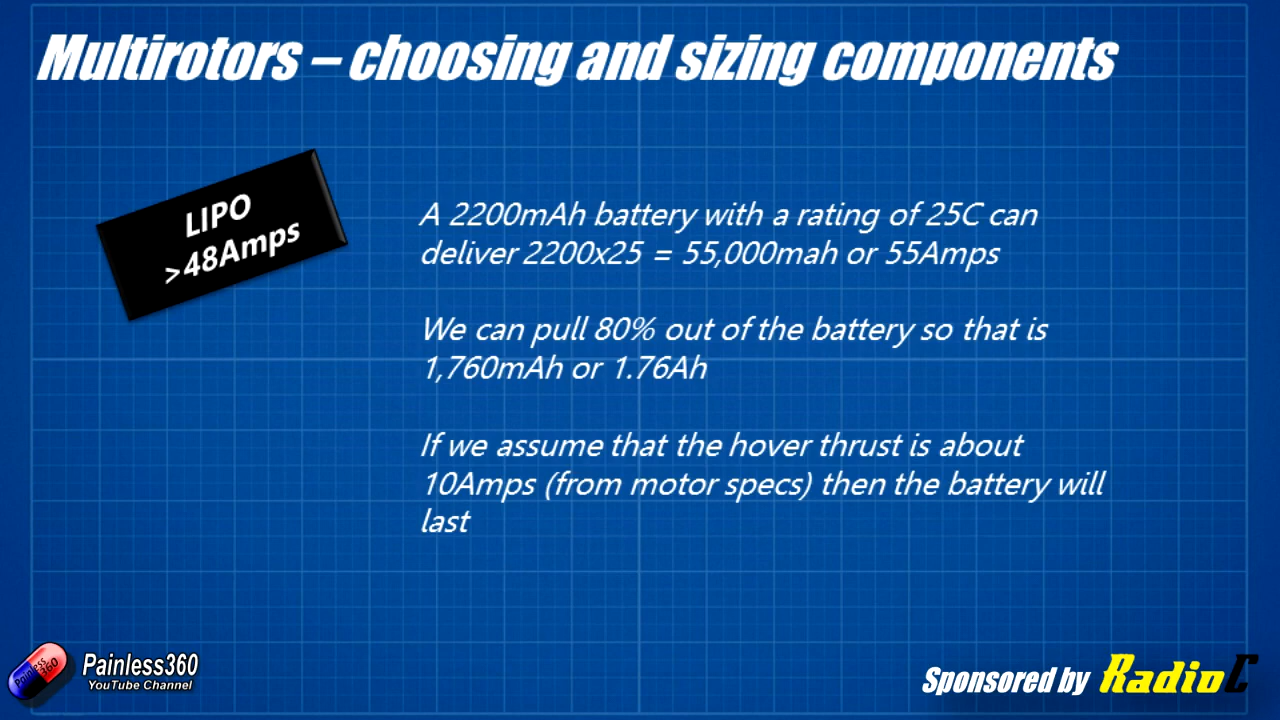 Multirotors – choosing and sizing components
LIPO
>48Amps
A 2200mAh battery with a rating of 25C can
deliver 2200x25 = 55,000mah or 55Amps
We can pull 80% out of the battery so that is
1,760mAh or 1.76Ah
If we assume that the hover thrust is about
10Amps (from motor specs) then the battery will
last
Painless360
Painless360
YouTube Channel
Sponsored by RadioC